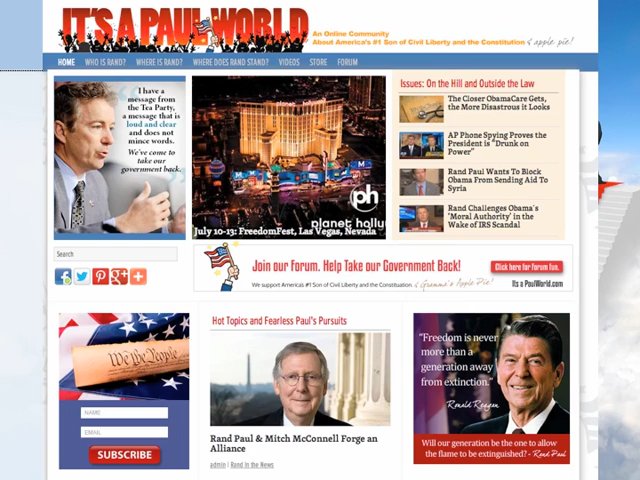 IT'S A PAUL WORLD
An Online Community
About America's #1 Son of Civil Liberty and the Constitution & apple pie!
HOME WHO IS RAND? WHERE IS RAND? WHERE DOES RAND STAND? VIDEOS STORE FORUM
I have a
message from
the Tea Party,
a message that is
loud and clear
and does not
mince words.
We've come to
take our
government back.
ph
planet hollyw
July 10-13: FreedomFest, Las Vegas, Nevada
Issues: On the Hill and Outside the Law
The Closer ObamaCare Gets,
the More Disastrous it Looks
AP Phone Spying Proves the
President is "Drunk on
Power"
Rand Paul Wants To Block
Obama From Sending Aid To
Syria
Rand Challenges Obama's
'Moral Authority' in the
Wake of IRS Scandal
Search
Join our Forum. Help Take our Government Back!
Click here for Forum fun.
We support America's #1 Son of Civil Liberty and the Constitution. & Gramma's Apple Pie!
Its a PaulWorld.com
We the People
NAME
EMAIL
SUBSCRIBE
Hot Topics and Fearless Paul's Pursuits
Rand Paul & Mitch McConnell Forge an
Alliance
admin | Rand in the News
"Freedom is never
more than a
generation away
from extinction."
Ronald Reagan
Will our generation be the one to allow
the flame to be extinguished? - Rand Paul